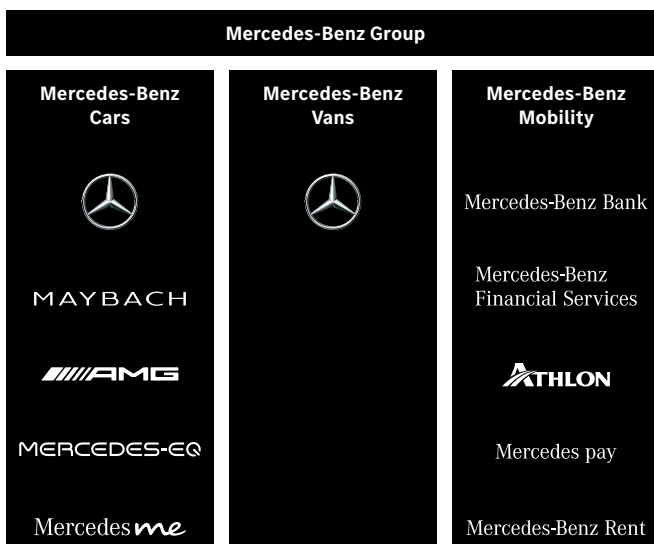 Mercedes-Benz Group
Mercedes-Benz
Cars
MAYBACH
AMG
MERCEDES-EQ
Mercedes me
Mercedes-Benz
Vans
Mercedes-Benz
Mobility
Mercedes-Benz Bank
Mercedes-Benz
Financial Services
ATHLON
Mercedes pay
Mercedes-Benz Rent